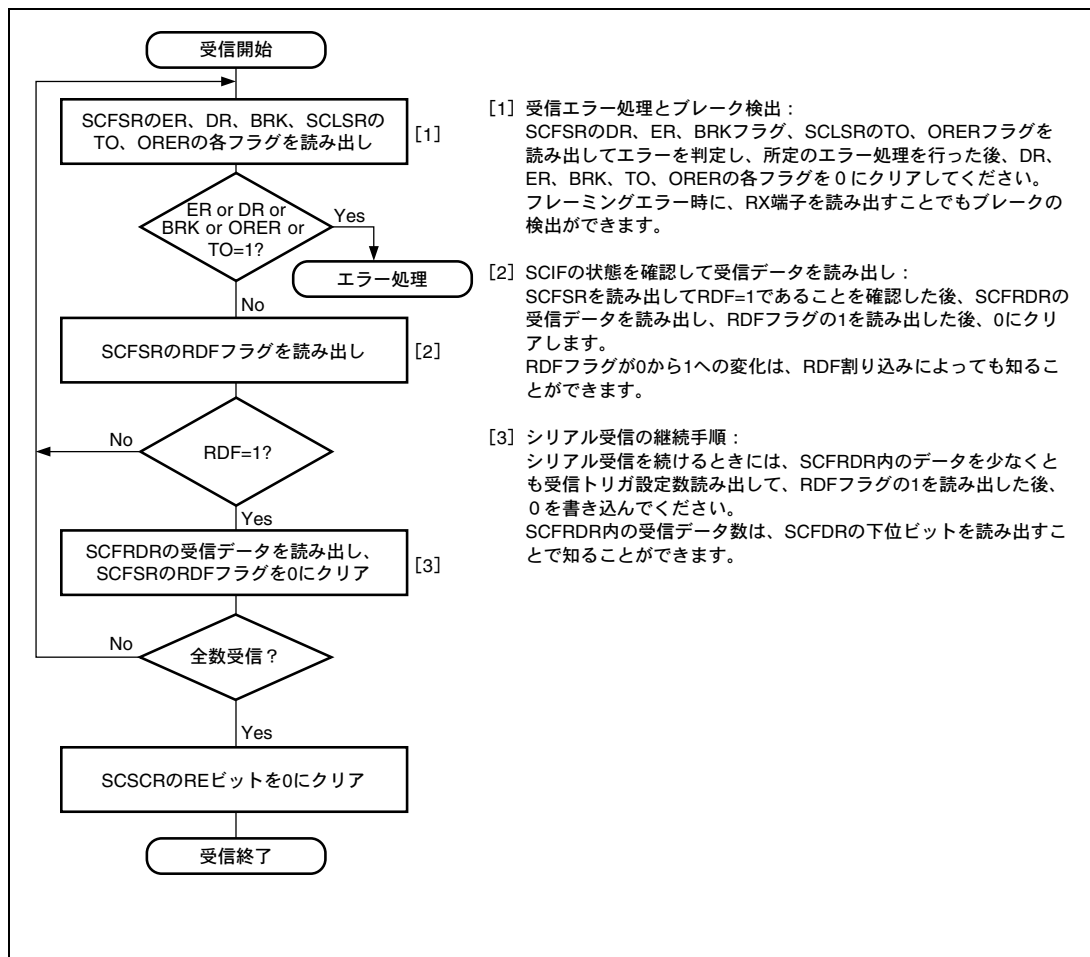 受信開始
SCFSRのER、DR、BRK、SCLSRの
TO、ORERの各フラグを読み出し
[1]
ER or DR or
BRK or ORER or
TO=1?
Yes
エラー処理
No
SCFSRのRDFフラグを読み出し
[2]
No
RDF=1?
Yes
SCFRDRの受信データを読み出し、
SCFSRのRDFフラグを0にクリア
[3]
No
全数受信？
Yes
SCSCRのREビットを0にクリア
受信終了
[1] 受信エラー処理とブレーク検出：
SCFSRのDR、ER、BRKフラグ、SCLSRのTO、ORERフラグを
読み出してエラーを判定し、所定のエラー処理を行った後、DR、
ER、BRK、TO、ORERの各フラグを０にクリアしてください。
フレーミングエラー時に、RX端子を読み出すことでもブレークの
検出ができます。
[2] SCIFの状態を確認して受信データを読み出し：
SCFSRを読み出してRDF=1であることを確認した後、SCFRDRの
受信データを読み出し、RDFフラグの1を読み出した後、0にクリ
アします。
RDFフラグが0から1への変化は、RDF割り込みによっても知るこ
とができます。
[3] シリアル受信の継続手順：
シリアル受信を続けるときには、SCFRDR内のデータを少なくと
も受信トリガ設定数読み出して、RDFフラグの1を読み出した後、
０を書き込んでください。
SCFRDR内の受信データ数は、SCFDRの下位ビットを読み出すこ
とで知ることができます。